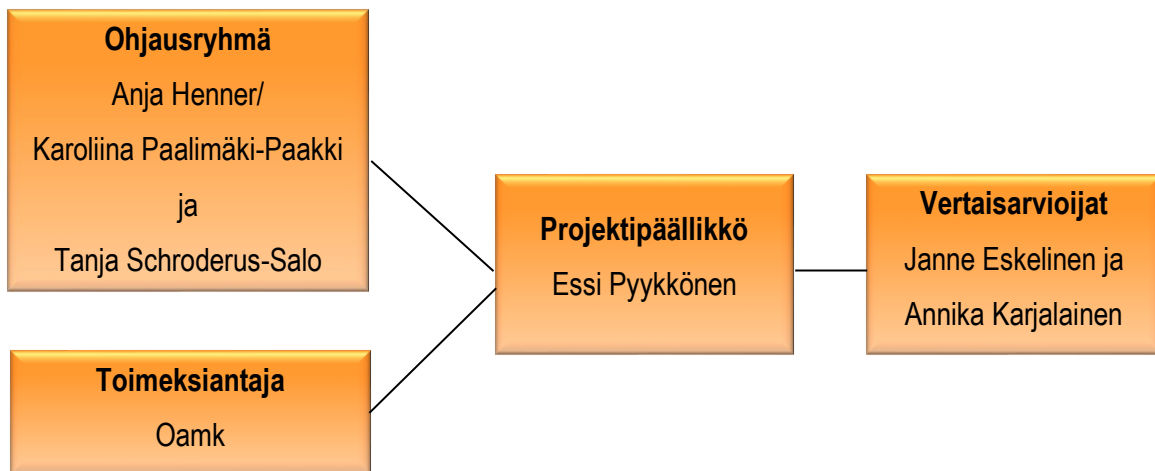 Ohjausryhmä
Anja Henner/
Karoliina Paalimäki-Paakki
ja
Tanja Schroderus-Salo
Toimeksiantaja
Oamk
Projektipäällikkö
Essi Pyykkönen
Vertaisarvioijat
Janne Eskelinen ja
Annika Karjalainen